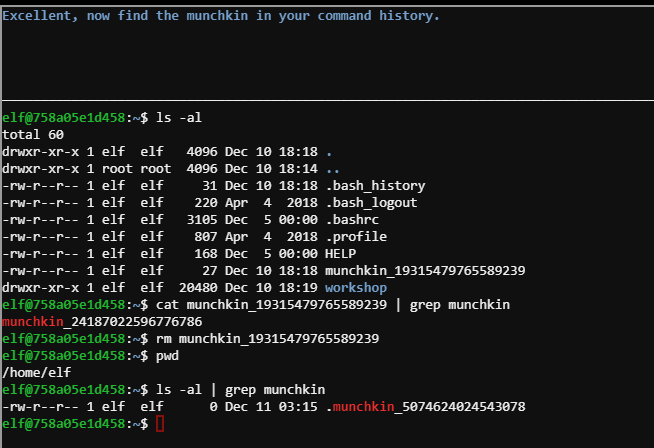 Excellent, now find the munchkin in your command history.
elf@758a05e1d458:~$ ls -al
total 60
drwxr-xr-x 1 elf  elf   4096 Dec 10 18:18 .
drwxr-xr-x 1 root root  4096 Dec 10 18:14 ..
-rw-r--r-- 1 elf  elf     31 Dec 10 18:18 .bash_history
-rw-r--r-- 1 elf  elf    220 Apr  4  2018 .bash_logout
-rw-r--r-- 1 elf  elf   3105 Dec  5 00:00 .bashrc
-rw-r--r-- 1 elf  elf    807 Apr  4  2018 .profile
-rw-r--r-- 1 elf  elf    168 Dec  5 00:00 HELP
-rw-r--r-- 1 elf  elf     27 Dec 10 18:18 munchkin_19315479765589239
drwxr-xr-x 1 elf  elf  20480 Dec 10 18:19 workshop
elf@758a05e1d458:~$ cat munchkin_19315479765589239 | grep munchkin
munchkin_24187022596776786
elf@758a05e1d458:~$ rm munchkin_19315479765589239
elf@758a05e1d458:~$ pwd
/home/elf
elf@758a05e1d458:~$ ls -al | grep munchkin
-rw-r--r-- 1 elf  elf      0 Dec 11 03:15 .munchkin_5074624024543078
elf@758a05e1d458:~$